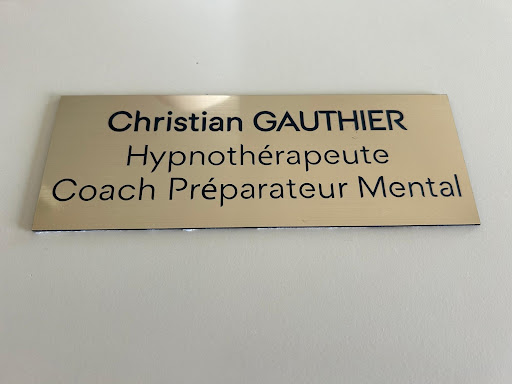 Christian GAUTHIER
Hypnothérapeute
Coach Préparateur Mental